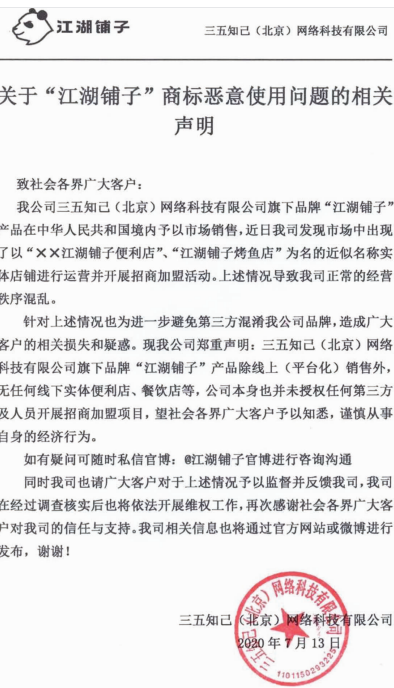 江湖铺子
三五知己（北京）网络科技有限公司
关于“江湖铺子”商标恶意使用问题的相关
声明
致社会各界广大客户：
我公司三五知己（北京）网络科技有限公司旗下品牌“江湖铺子”
产品在中华人民共和国境内予以市场销售，近日我司发现市场中出现
了以“××江湖铺子便利店”、“江湖铺子烤鱼店”为名的近似名称实
体店铺进行运营并开展招商加盟活动。上述情况导致我司正常的经营
秩序混乱。
针对上述情况也为进一步避免第三方混淆我公司品牌，造成广大
客户的相关损失和疑惑。现我公司郑重声明：三五知己（北京）网络
科技有限公司旗下品牌“江湖铺子”产品除线上（平台化）销售外，
无任何线下实体便利店、餐饮店等，公司本身也并未授权任何第三方
及人员开展招商加盟项目，望社会各界广大客户予以知悉，谨慎从事
自身的经济行为。
如有疑问可随时私信官博：@江湖铺子官博进行咨询沟通
同时我司也请广大客户对于上述情况予以监督并反馈我司，我司
在经过调查核实后也将依法开展维权工作，再次感谢社会各界广大客
户对我司的信任与支持。我司相关信息也将通过官方网站或微博进行
发布，谢谢！
三五知己（北京）网络科技有限公司
2020年7月13日
三五知己（北京）网络科技有限公司